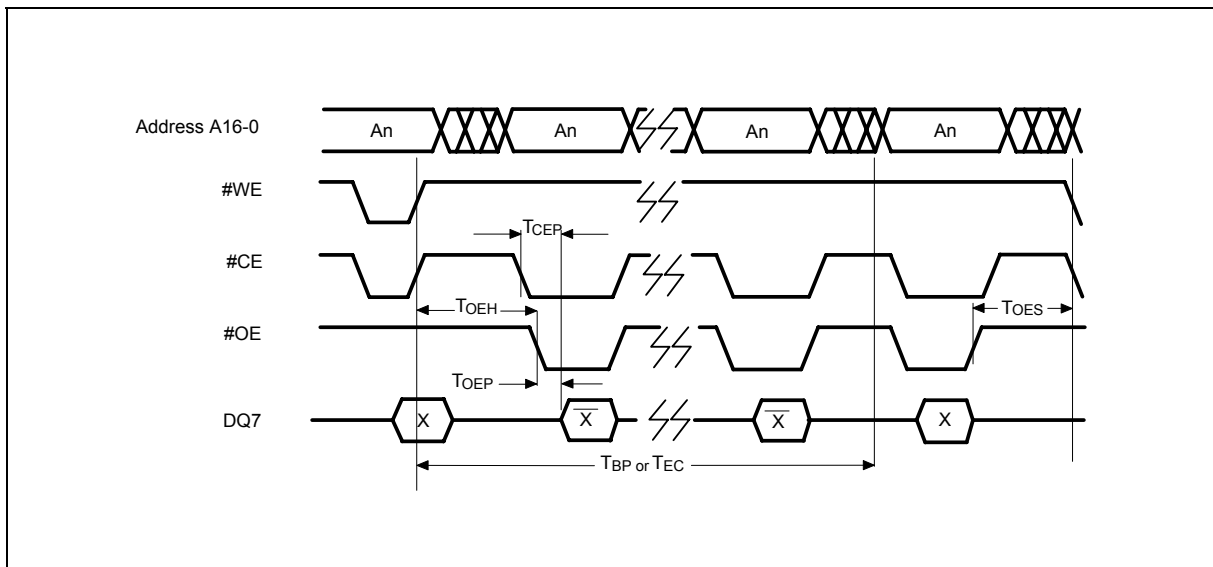 Address A16-0 An An An An
#WE
TCEP
#CE
TOEH TOES
#OE
TOEP
DQ7 X X̅ X̅ X
TBP or TEC